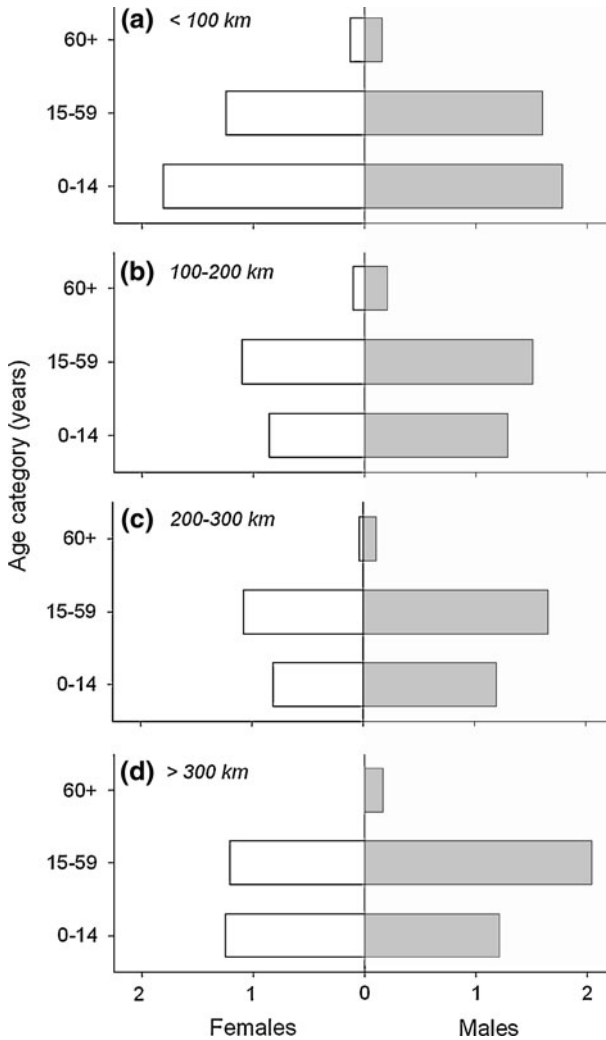 (a) < 100 km
60+
15-59
0-14
(b) 100-200 km
60+
15-59
0-14
(c) 200-300 km
60+
15-59
0-14
(d) > 300 km
60+
15-59
0-14
Age category (years)
2 1 0 1 2
Females Males